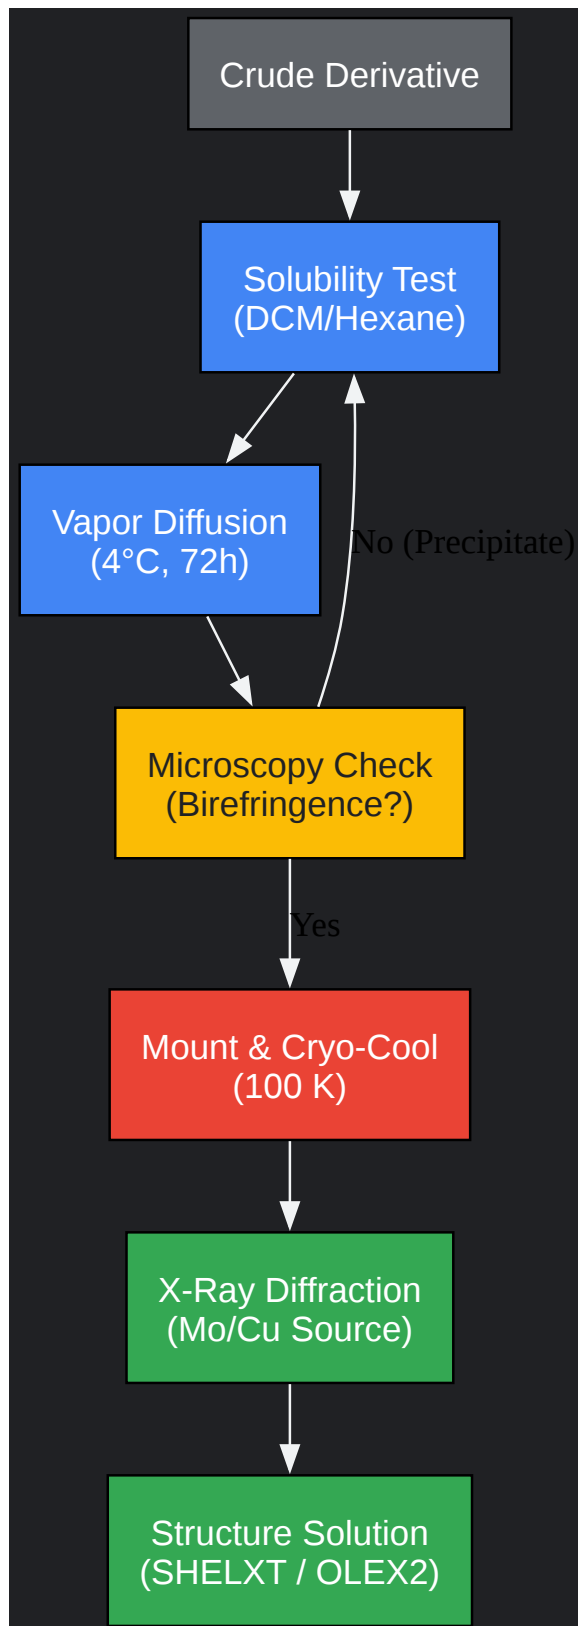 Crude Derivative
Solubility Test
(DCM/Hexane)
Vapor Diffusion
(4°C, 72h)
No (Precipitate)
Microscopy Check
(Birefringence?)
Yes
Mount & Cryo-Cool
(100 K)
X-Ray Diffraction
(Mo/Cu Source)
Structure Solution
(SHELXT / OLEX2)